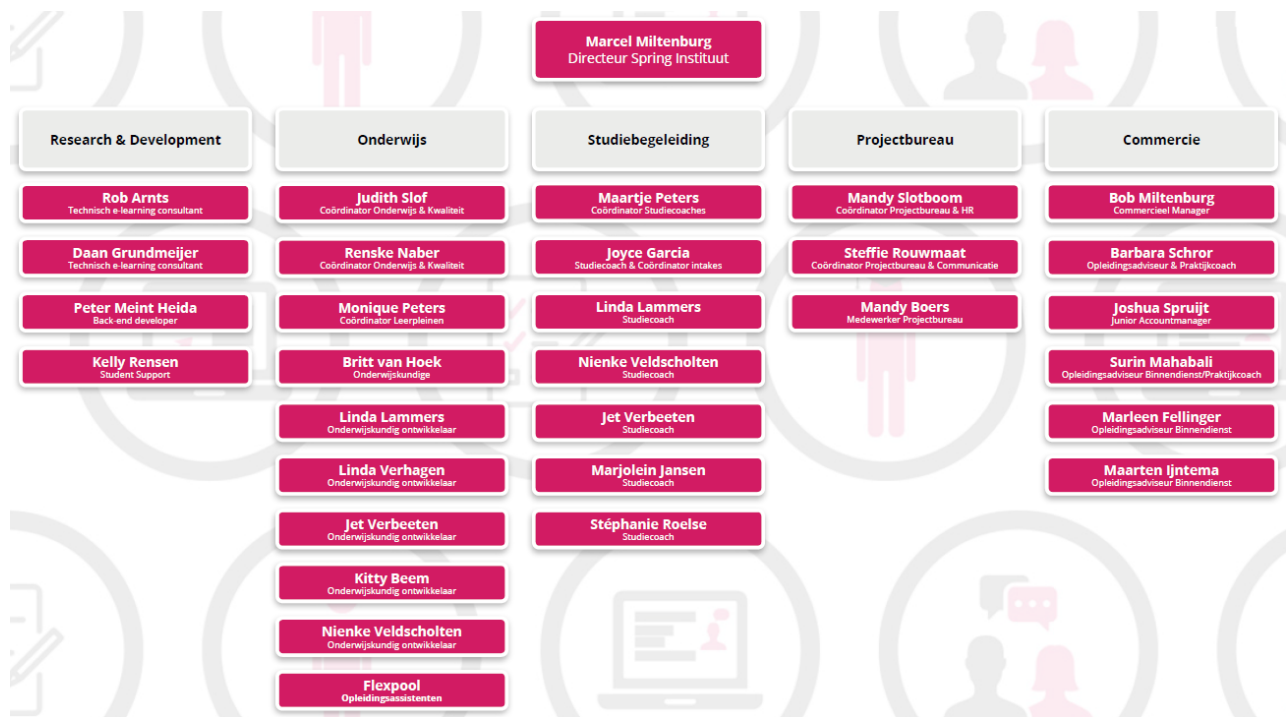 Marcel Miltenburg
Directeur Spring Instituut
Research & Development
Rob Arnts
Technisch e-learning consultant
Daan Grundmeijer
Technisch e-learning consultant
Peter Meint Heida
Back-end developer
Kelly Rensen
Student Support
Onderwijs
Judith Slof
Coördinator Onderwijs & Kwaliteit
Renske Naber
Coördinator Onderwijs & Kwaliteit
Monique Peters
Coördinator Leerpleinen
Britt van Hoek
Onderwijskundige
Linda Lammers
Onderwijskundig ontwikkelaar
Linda Verhagen
Onderwijskundig ontwikkelaar
Jet Verbeeten
Onderwijskundig ontwikkelaar
Kitty Beem
Onderwijskundig ontwikkelaar
Nienke Veldscholten
Onderwijskundig ontwikkelaar
Flexpool
Opleidingsassistenten
Studiebegeleiding
Maartje Peters
Coördinator Studiecoaches
Joyce Garcia
Studiecoach & Coördinator intakes
Linda Lammers
Studiecoach
Nienke Veldscholten
Studiecoach
Jet Verbeeten
Studiecoach
Marjolein Jansen
Studiecoach
Stéphanie Roelse
Studiecoach
Projectbureau
Mandy Slotboom
Coördinator Projectbureau & HR
Steffie Rouwmaat
Coördinator Projectbureau & Communicatie
Mandy Boers
Medewerker Projectbureau
Commercie
Bob Miltenburg
Commercieel Manager
Barbara Schror
Opleidingsadviseur & Praktijkcoach
Joshua Spruijt
Junior Accountmanager
Surin Mahabali
Opleidingsadviseur Binnendienst/Praktijkcoach
Marleen Fellinger
Opleidingsadviseur Binnendienst
Maarten Ijntema
Opleidingsadviseur Binnendienst